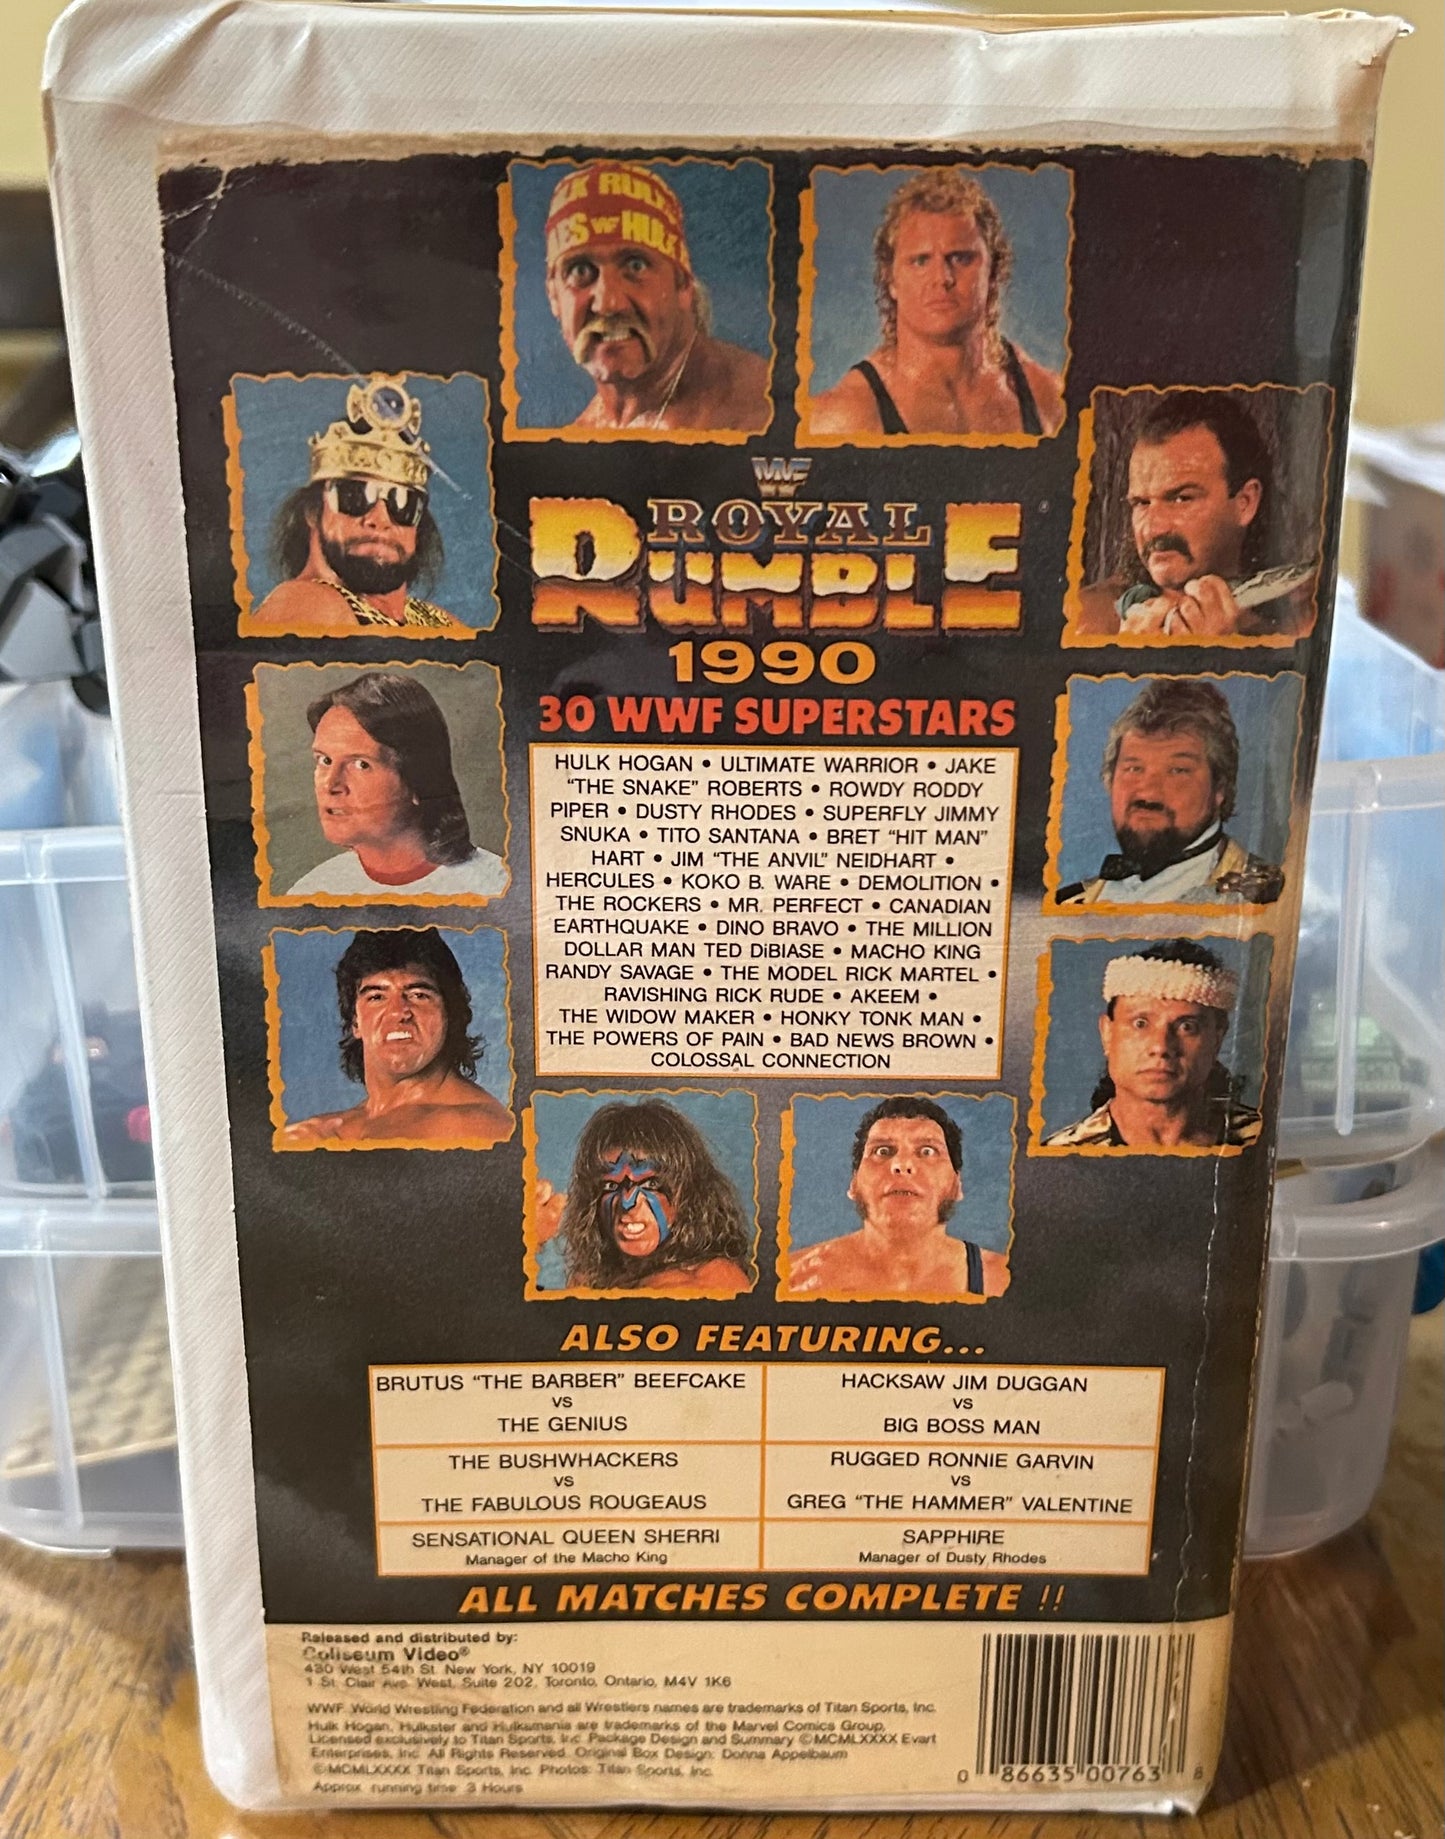 K RUL
ES WF HUL
WF
ROYAL
RUMBLE ®
1990
30 WWF SUPERSTARS
HULK HOGAN • ULTIMATE WARRIOR • JAKE
“THE SNAKE” ROBERTS • ROWDY RODDY
PIPER • DUSTY RHODES • SUPERFLY JIMMY
SNUKA • TITO SANTANA • BRET “HIT MAN”
HART • JIM “THE ANVIL” NEIDHART •
HERCULES • KOKO B. WARE • DEMOLITION •
THE ROCKERS • MR. PERFECT • CANADIAN
EARTHQUAKE • DINO BRAVO • THE MILLION
DOLLAR MAN TED DiBIASE • MACHO KING
RANDY SAVAGE • THE MODEL RICK MARTEL •
RAVISHING RICK RUDE • AKEEM •
THE WIDOW MAKER • HONKY TONK MAN •
THE POWERS OF PAIN • BAD NEWS BROWN •
COLOSSAL CONNECTION
ALSO FEATURING...
BRUTUS “THE BARBER” BEEFCAKE
vs
THE GENIUS
HACKSAW JIM DUGGAN
vs
BIG BOSS MAN
THE BUSHWHACKERS
vs
THE FABULOUS ROUGEAUS
RUGGED RONNIE GARVIN
vs
GREG “THE HAMMER” VALENTINE
SENSATIONAL QUEEN SHERRI
Manager of the Macho King
SAPPHIRE
Manager of Dusty Rhodes
ALL MATCHES COMPLETE !!
Released and distributed by:
Coliseum Video®
430 West 54th St. New York, NY 10019
1 St. Clair Ave. West, Suite 202, Toronto, Ontario, M4V 1K6
WWF World Wrestling Federation and all Wrestlers names are trademarks of Titan Sports, Inc.
Hulk Hogan, Hulkster and Hulkamania are trademarks of the Marvel Comics Group,
Licensed exclusively to Titan Sports, Inc. Package Design and Summary ©MCMLXXXX Evart
Enterprises, Inc. All Rights Reserved. Original Box Design: Donna Appelbaum
©MCMLXXXX Titan Sports, Inc. Photos: Titan Sports, Inc.
Approx. running time 3 Hours
0 86635 00763 8